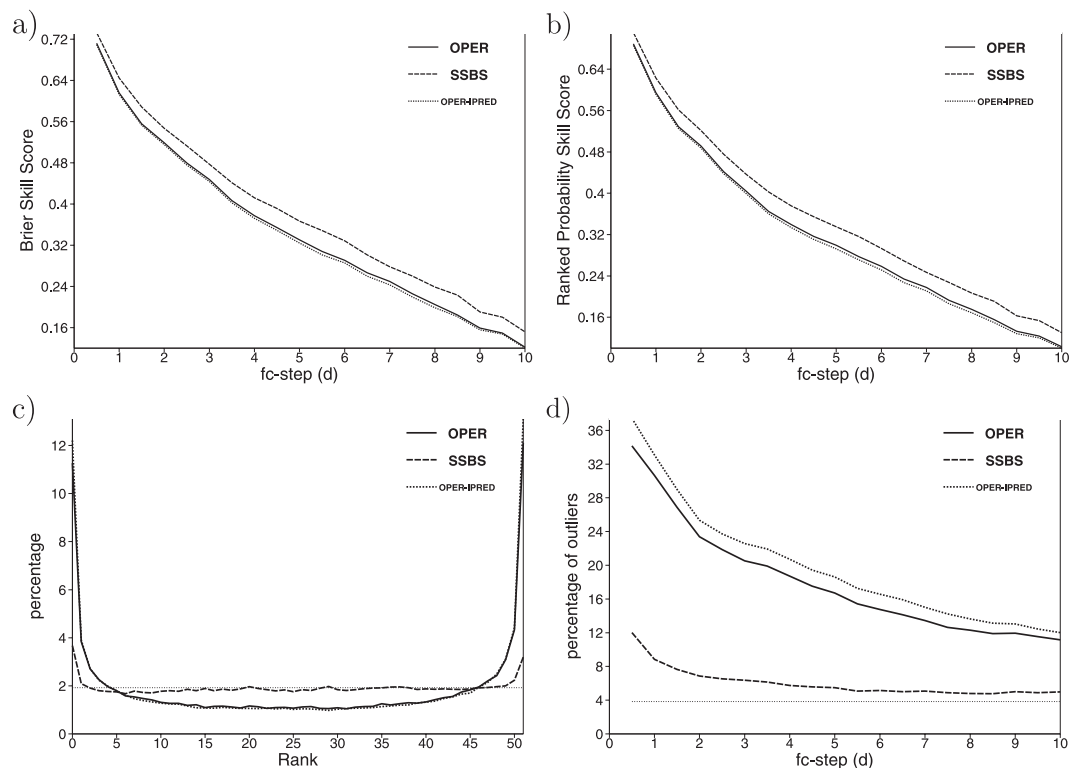 a)
Brier Skill Score
0.72
0.64
0.56
0.48
0.4
0.32
0.24
0.16
OPER
SSBS
OPER-IPRED
0 1 2 3 4 5 6 7 8 9 10
fc-step (d)
b)
Ranked Probability Skill Score
0.64
0.56
0.48
0.4
0.32
0.24
0.16
OPER
SSBS
OPER-IPRED
0 1 2 3 4 5 6 7 8 9 10
fc-step (d)
c)
percentage
12
10
8
6
4
2
0
OPER
SSBS
OPER-IPRED
0 5 10 15 20 25 30 35 40 45 50
Rank
d)
percentage of outliers
36
32
28
24
20
16
12
8
4
0
OPER
SSBS
OPER-IPRED
0 1 2 3 4 5 6 7 8 9 10
fc-step (d)